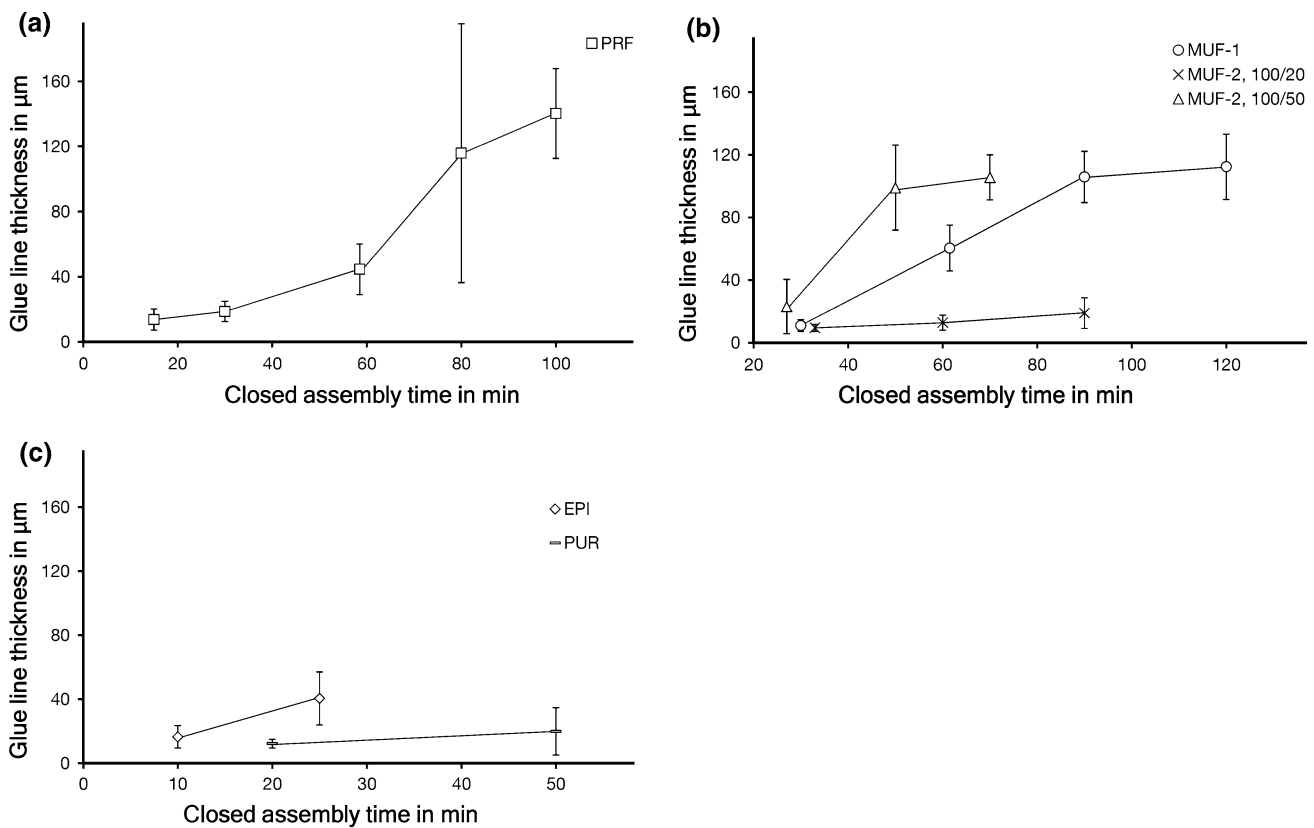 (a)
PRF
Glue line thickness in µm
160
120
80
40
0
0 20 40 60 80 100
Closed assembly time in min
(b)
MUF-1
MUF-2, 100/20
MUF-2, 100/50
Glue line thickness in µm
160
120
80
40
0
20 40 60 80 100 120
Closed assembly time in min
(c)
EPI
PUR
Glue line thickness in µm
160
120
80
40
0
0 10 20 30 40 50
Closed assembly time in min